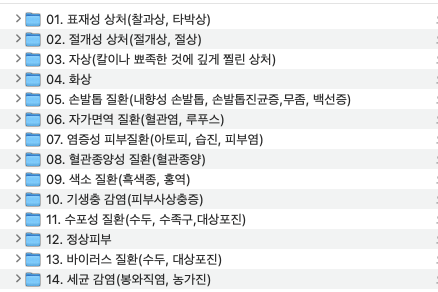 01. 표재성 상처(찰과상, 타박상)
02. 절개성 상처(절개상, 절상)
03. 자상(칼이나 뾰족한 것에 깊게 찔린 상처)
04. 화상
05. 손발톱 질환(내향성 손발톱, 손발톱진균증,무좀, 백선증)
06. 자가면역 질환(혈관염, 루푸스)
07. 염증성 피부질환(아토피, 습진, 피부염)
08. 혈관종양성 질환(혈관종양)
09. 색소 질환(흑색종, 홍역)
10. 기생충 감염(피부사상충증)
11. 수포성 질환(수두, 수족구,대상포진)
12. 정상피부
13. 바이러스 질환(수두, 대상포진)
14. 세균 감염(봉와직염, 농가진)